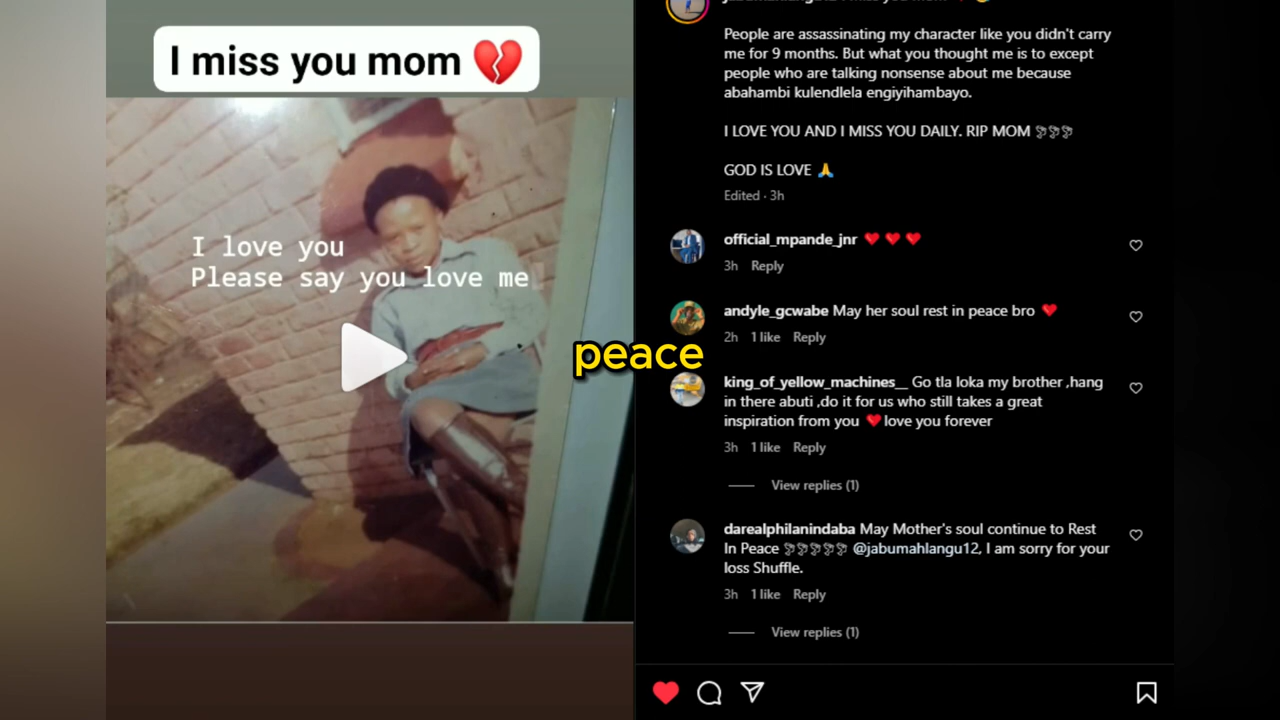 I miss you mom 💔
I love you
Please say you love me
peace
People are assassinating my character like you didn't carry
me for 9 months. But what you thought me is to except
people who are talking nonsense about me because
abahambi kulendlela engiyihambayo.
I LOVE YOU AND I MISS YOU DAILY. RIP MOM 🕊🕊🕊
GOD IS LOVE 🙏
Edited · 3h
official_mpande_jnr ❤️ ❤️ ❤️
3h Reply
andyle_gcwabe May her soul rest in peace bro ❤️
2h 1 like Reply
king_of_yellow_machines__ Go tla loka my brother ,hang
in there abuti ,do it for us who still takes a great
inspiration from you ❤️love you forever
3h 1 like Reply
View replies (1)
darealphilanindaba May Mother's soul continue to Rest
In Peace 🕊🕊🕊🕊🕊 @jabumahlangu12, I am sorry for your
loss Shuffle.
3h 1 like Reply
View replies (1)